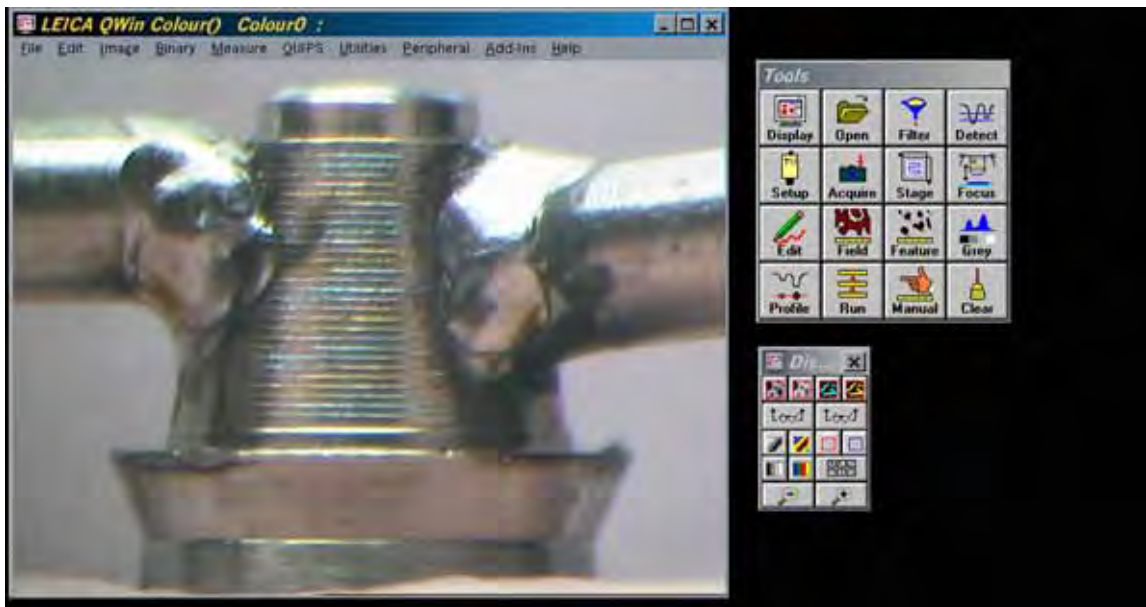 LEICA QWin Colour() Colour0 :
File Edit Image Binary Measure QUIPS Utilities Peripheral Add-Ins Help
Tools
Display Open Filter Detect
Setup Acquire Stage Focus
Edit Field Feature Grey
Profile Run Manual Clear
Dis...